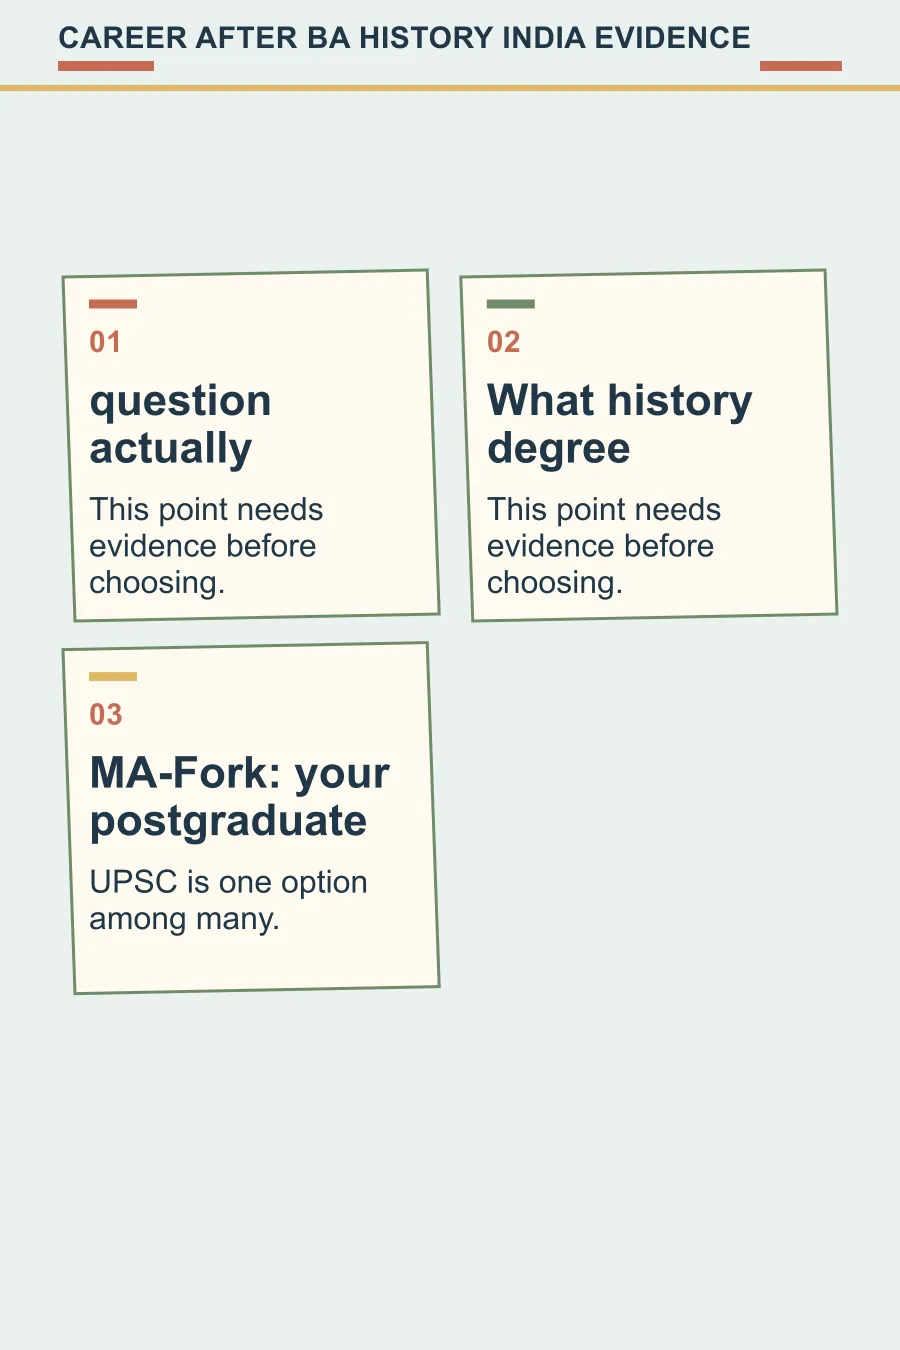 CAREER AFTER BA HISTORY INDIA EVIDENCE
01
question
actually
This point needs
evidence before
choosing.
02
What history
degree
This point needs
evidence before
choosing.
03
MA-Fork: your
postgraduate
UPSC is one option
among many.